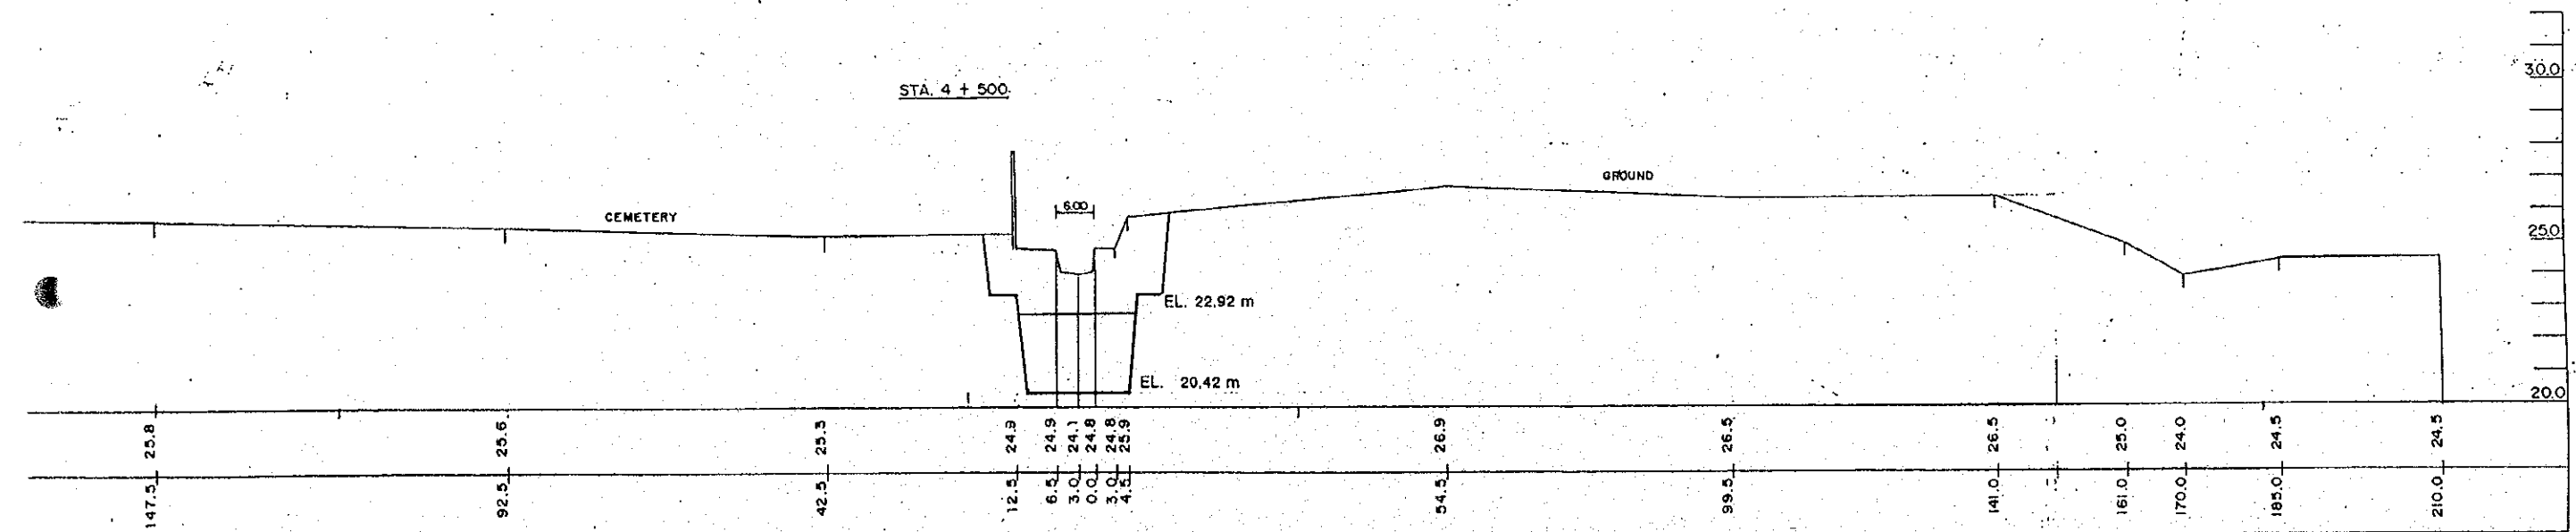 STA. 4 + 500
30.0
GROUND
6.00
CEMETERY
25.0
EL. 22,92 m
EL. 20,42 m
20.0
25.8 25.6 25.3 24.9 24.9 24.1 24.8 24.8 25.9 26.9 26.5 26.5 25.0 24.0 24.5 24.5
147.5 92.5 42.5 12.5 6.5 3.0 0.0 3.0 4.5 54.5 99.5 141.0 161.0 170.0 185.0 210.0